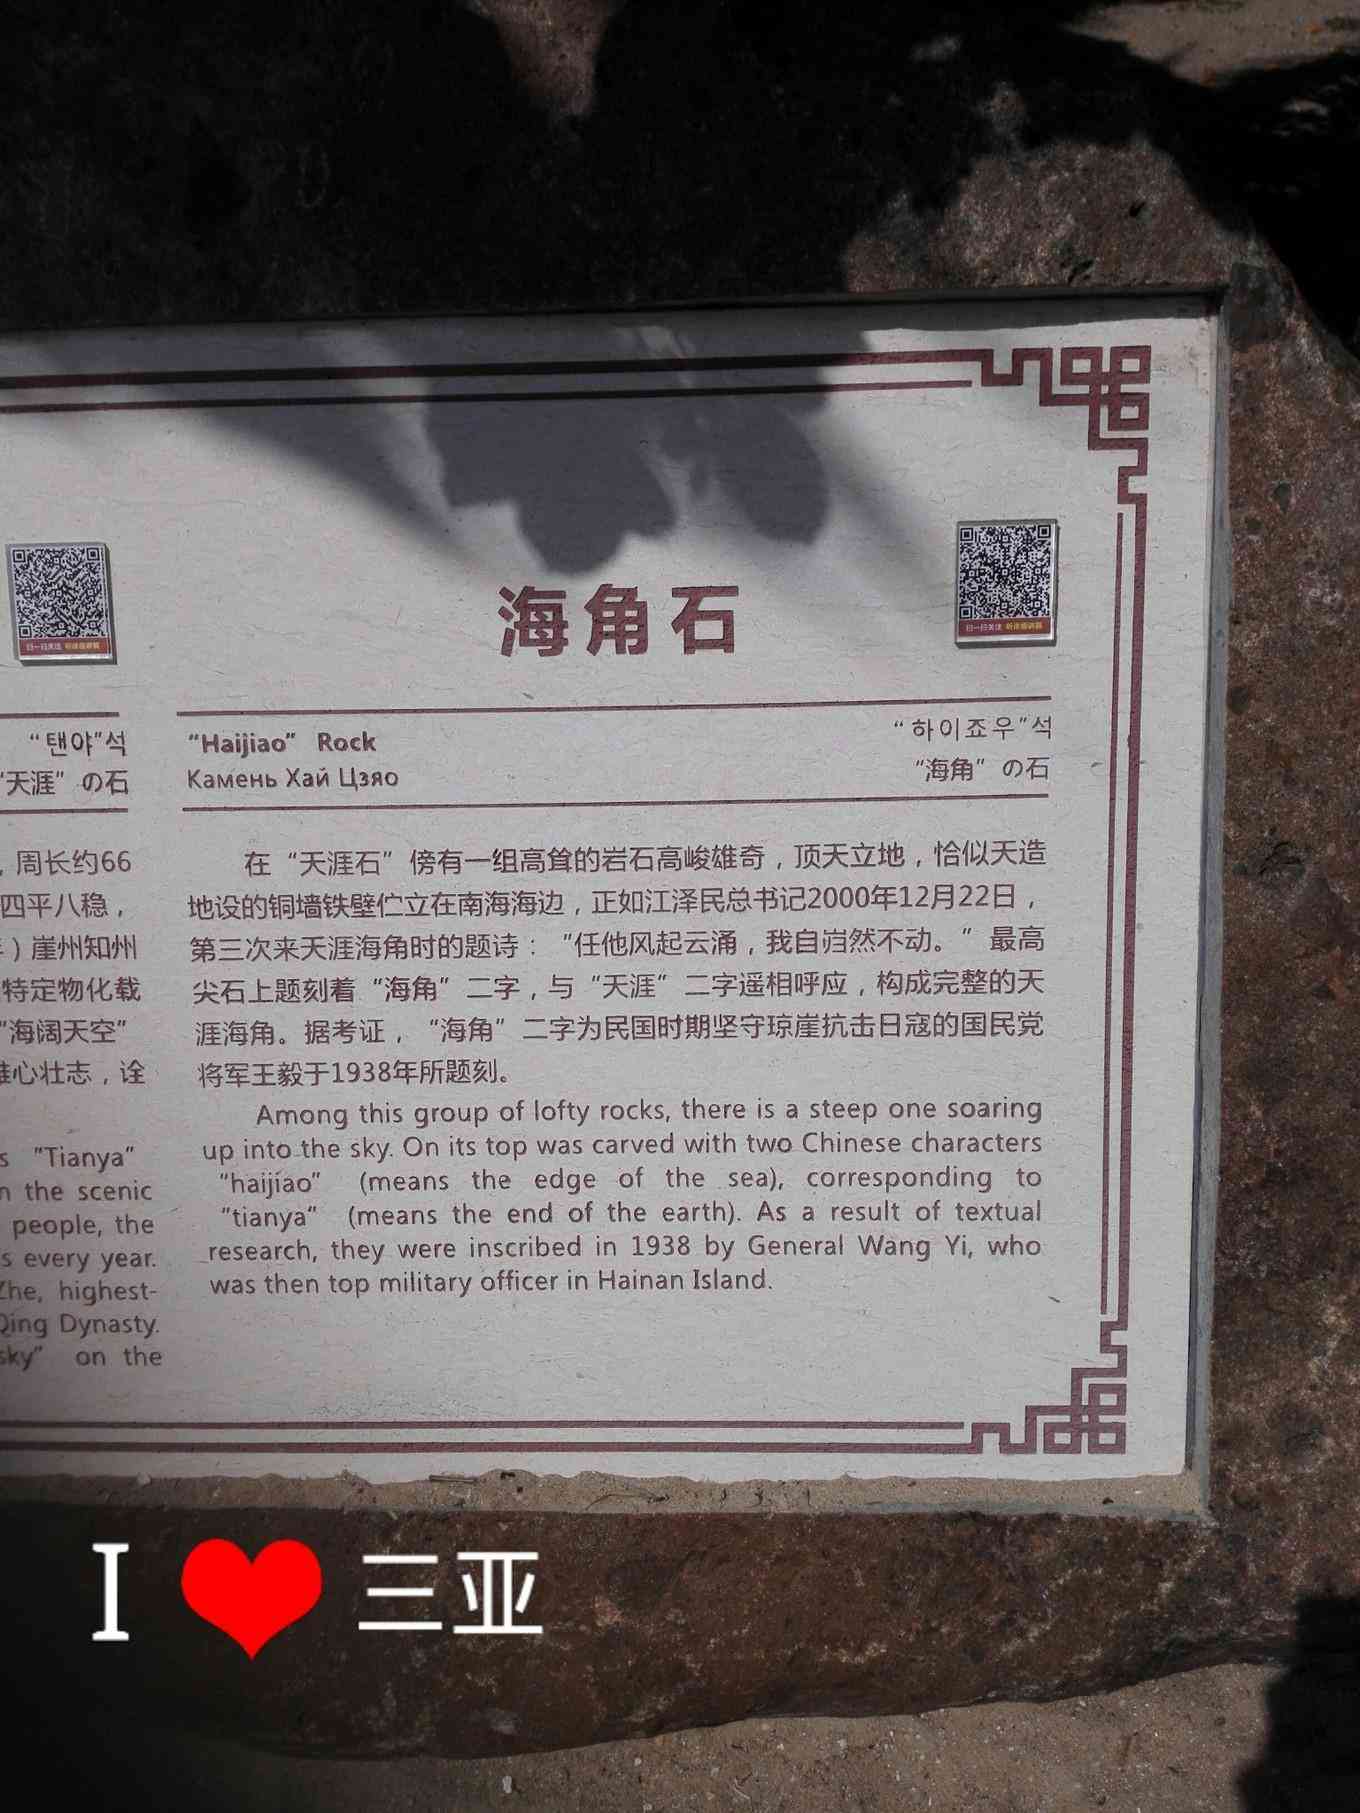 海角石
扫一扫关注
扫一扫关注
"탠야"석
"天涯" の石
"Haijiao" Rock
"하이죠우"석
Камень Хай Цзяо
"海角" の石
，周长约66
四平八稳，
）崖州知州
特定物化载
"海阔天空"
雄心壮志，诠
s "Tianya"
n the scenic
people, the
s every year.
Zhe, highest-
Qing Dynasty.
sky" on the
在"天涯石"傍有一组高耸的岩石高峻雄奇，顶天立地，恰似天造
地设的铜墙铁壁伫立在南海海边，正如江泽民总书记2000年12月22日，
第三次来天涯海角时的题诗："任他风起云涌，我自岿然不动。"最高
尖石上题刻着"海角"二字，与"天涯"二字遥相呼应，构成完整的天
涯海角。据考证，"海角"二字为民国时期坚守琼崖抗击日寇的国民党
将军王毅于1938年所题刻。
Among this group of lofty rocks, there is a steep one soaring
up into the sky. On its top was carved with two Chinese characters
"haijiao" (means the edge of the sea), corresponding to
"tianya" (means the end of the earth). As a result of textual
research, they were inscribed in 1938 by General Wang Yi, who
was then top military officer in Hainan Island.
I ❤ 三亚